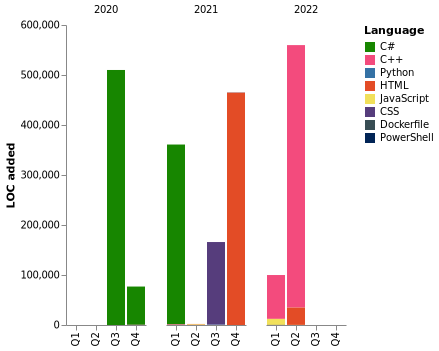 2020 2021 2022
600,000
500,000
400,000
300,000
200,000
100,000
0
LOC added
Q1 Q2 Q3 Q4 Q1 Q2 Q3 Q4 Q1 Q2 Q3 Q4
Language
C#
C++
Python
HTML
JavaScript
CSS
Dockerfile
PowerShell